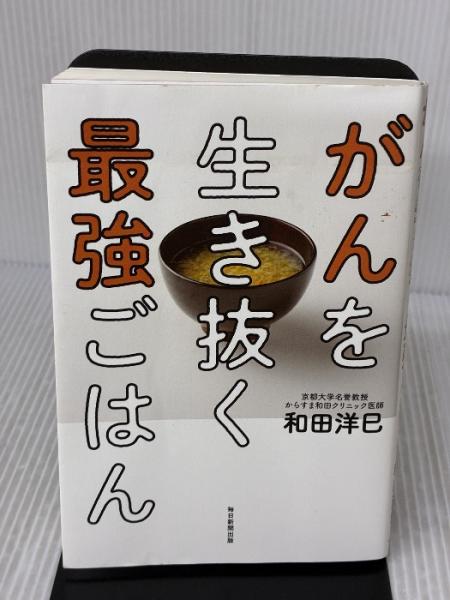 がんを
生き抜く
最強ごはん
京都大学名誉教授
からすま和田クリニック医師
和田洋巳
毎日新聞出版